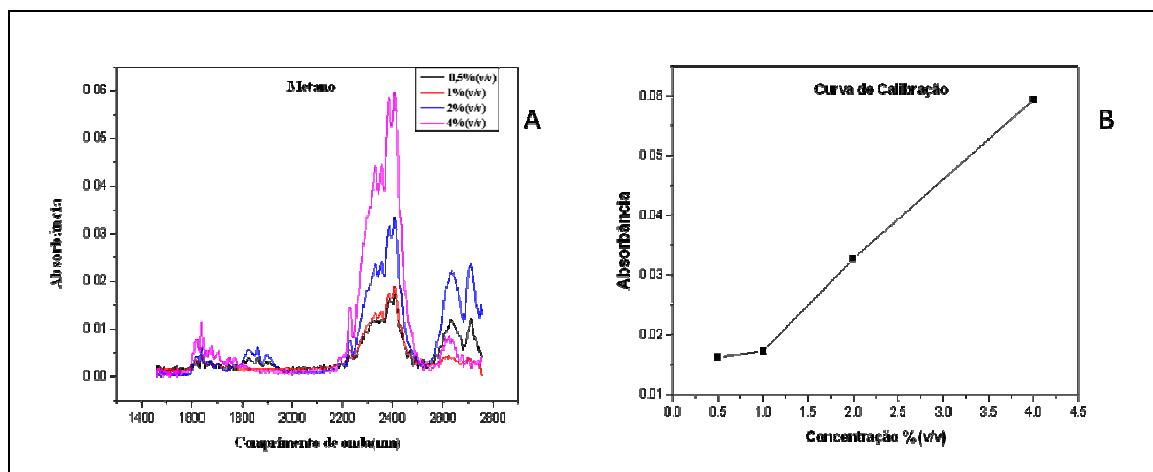 Metano
0,5%(v/v)
1%(v/v)
2%(v/v)
4%(v/v)
A
0.06
0.05
0.04
0.03
0.02
0.01
0.00
Absorbância
1400 1600 1800 2000 2200 2400 2600 2800
Comprimento de onda(nm)
Curva de Calibração
B
0.06
0.05
0.03
0.02
0.01
Absorbância
0.0 0.5 1.0 1.5 2.0 2.5 3.0 3.5 4.0 4.5
Concentração %(v/v)